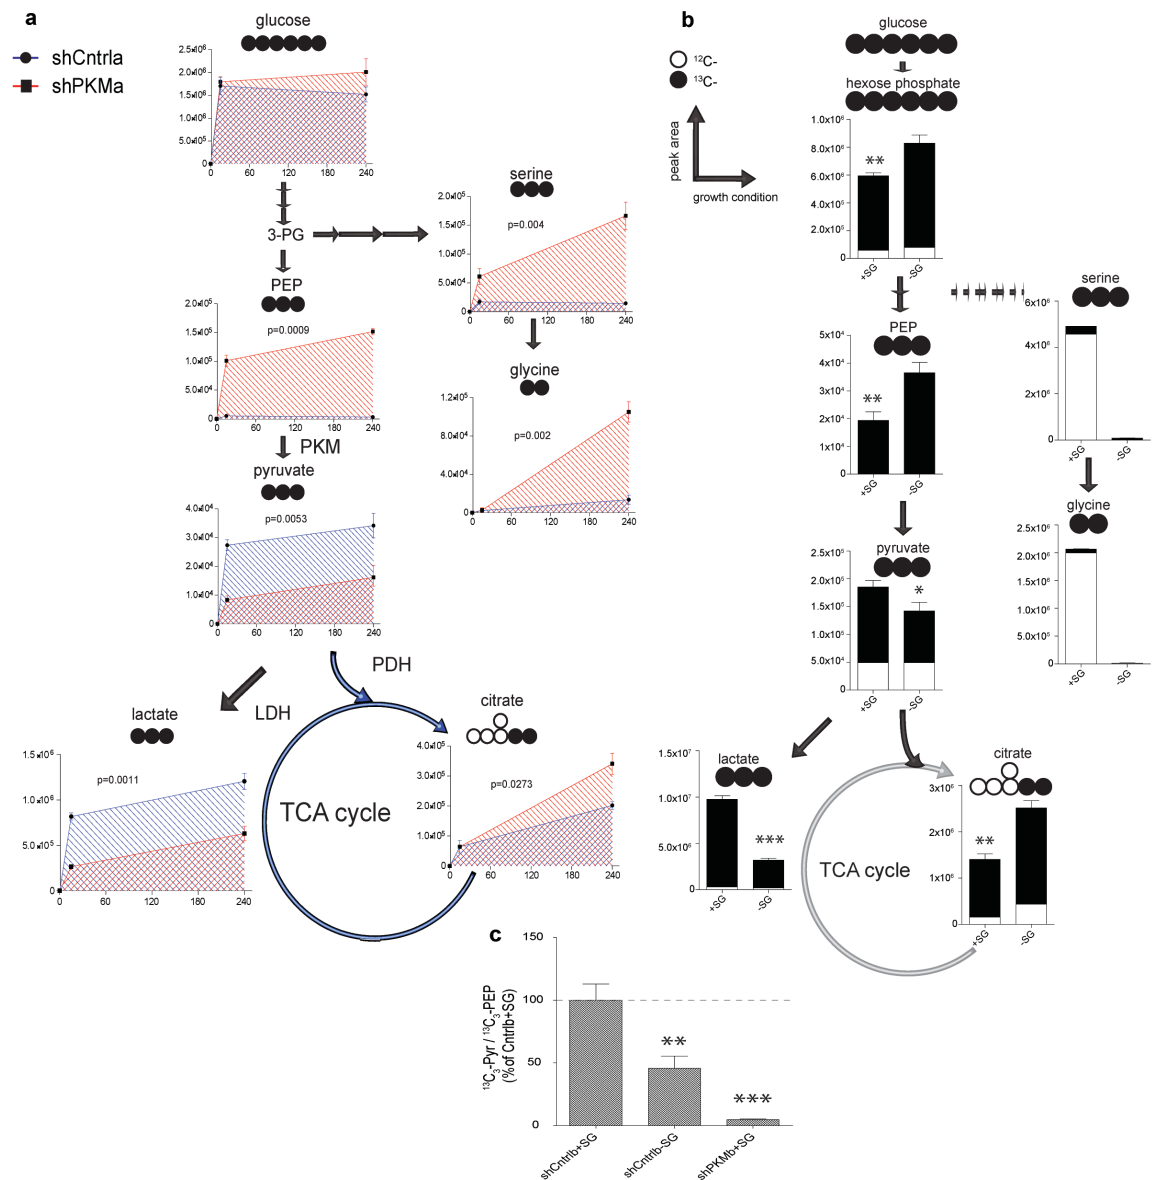 a
shCntrla
shPKMa
glucose
2.5x10⁶
2.0x10⁶
1.5x10⁶
1.0x10⁶
5.0x10⁵
0
0 60 120 180 240
3-PG
serine
2.0x10⁵
p=0.004
1.5x10⁵
1.0x10⁵
5.0x10⁴
0
0 60 120 180 240
PEP
2.0x10⁵
p=0.0009
1.5x10⁵
1.0x10⁵
5.0x10⁴
0
0 60 120 180 240
glycine
1.2x10⁵
p=0.002
8.0x10⁴
4.0x10⁴
0
0 60 120 180 240
PKM
pyruvate
4.0x10⁴
p=0.0053
3.0x10⁴
2.0x10⁴
1.0x10⁴
0
0 60 120 180 240
PDH
LDH
lactate
1.5x10⁶
p=0.0011
1.0x10⁶
5.0x10⁵
0
0 60 120 180 240
TCA cycle
citrate
4.0x10⁵
p=0.0273
3.0x10⁵
2.0x10⁵
1.0x10⁵
0
0 60 120 180 240
b
¹²C-
¹³C-
peak area
growth condition
glucose
hexose phosphate
1.0x10⁶
8.0x10⁶
**
6.0x10⁶
4.0x10⁶
2.0x10⁵
0
+SG -SG
PEP
5x10⁴
4x10⁴
3x10⁴
**
2x10⁴
1x10⁴
0
+SG -SG
serine
6x10⁶
4x10⁶
2x10⁶
0
+SG -SG
glycine
2.5x10⁶
2.0x10⁶
1.5x10⁶
1.0x10⁶
5.0x10⁵
0
+SG -SG
pyruvate
2.5x10⁵
2.0x10⁵
*
1.5x10⁵
1.0x10⁵
5.0x10⁴
0
+SG -SG
lactate
1.5x10⁷
1.0x10⁷
***
5.0x10⁶
0
+SG -SG
TCA cycle
citrate
3x10⁶
2x10⁶
**
1x10⁶
0
+SG -SG
c
¹³C₃-Pyr / ¹³C₃-PEP
(% of Cntrlb+SG)
150
100
50
0
**
***
shCntrlb+SG
shCntrlb-SG
shPKMb+SG